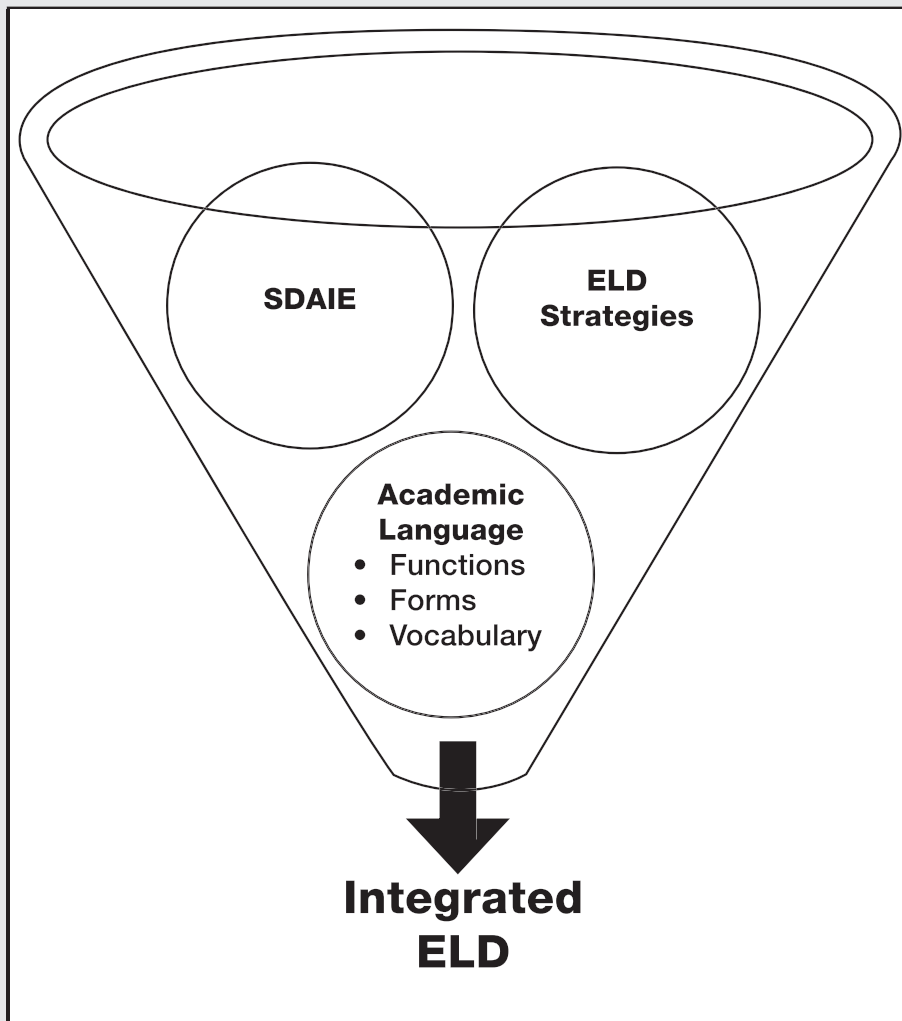 SDAIE
ELD
Strategies
Academic
Language
• Functions
• Forms
• Vocabulary
Integrated
ELD